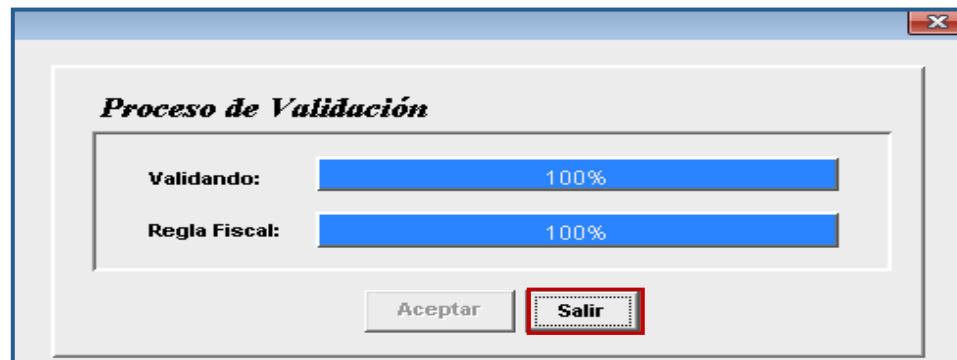 Proceso de Validación
Validando: 100%
Regla Fiscal: 100%
Aceptar Salir